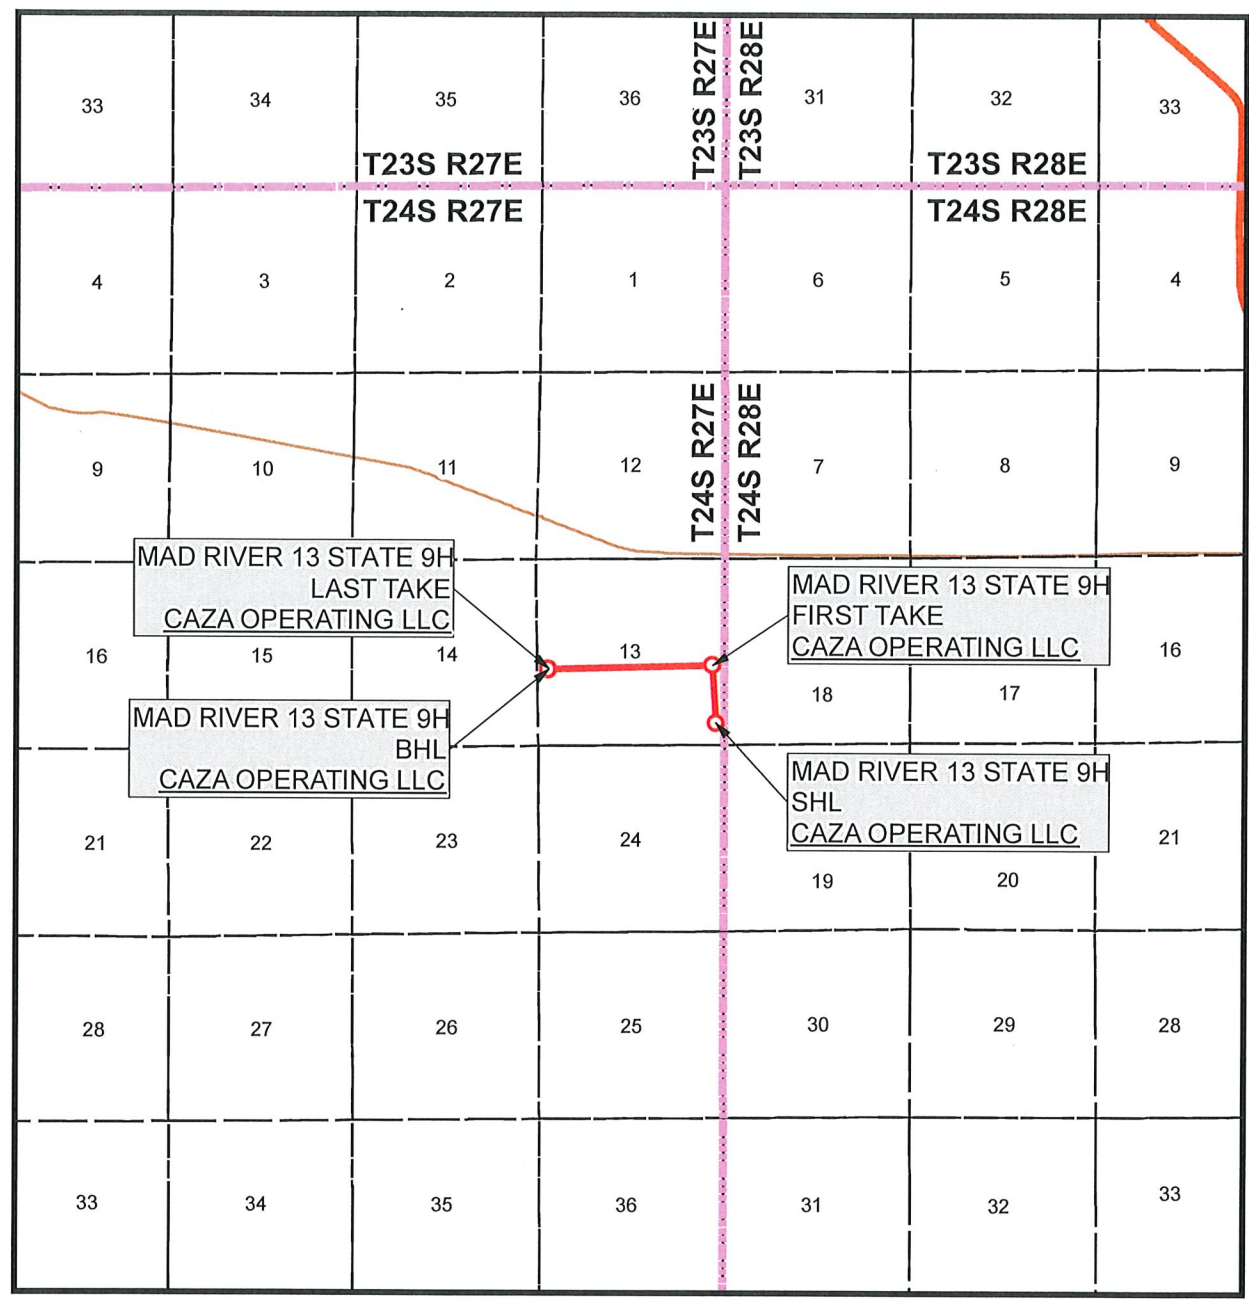 33 34 35 36 31 32 33
T23S R27E
T23S R28E
T23S R27E
T23S R28E
T24S R27E
T24S R28E
4 3 2 1 6 5 4
T24S R27E
T24S R28E
9 10 11 12 7 8 9
MAD RIVER 13 STATE 9H
LAST TAKE
CAZA OPERATING LLC
MAD RIVER 13 STATE 9H
FIRST TAKE
CAZA OPERATING LLC
16 15 14 13 18 17 16
MAD RIVER 13 STATE 9H
BHL
CAZA OPERATING LLC
MAD RIVER 13 STATE 9H
SHL
CAZA OPERATING LLC
21 22 23 24 19 20 21
28 27 26 25 30 29 28
33 34 35 36 31 32 33